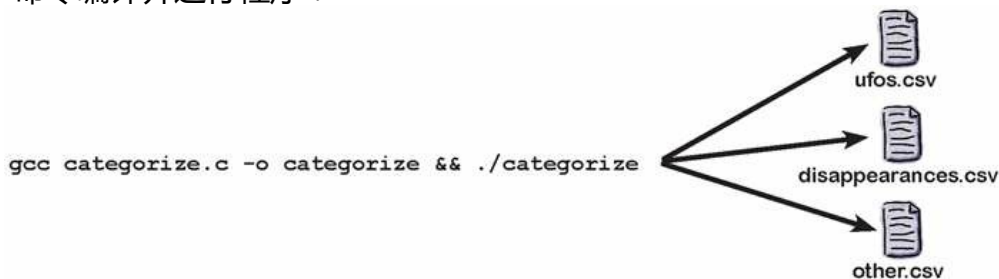 ufos.csv
gcc categorize.c -o categorize && ./categorize
disappearances.csv
other.csv